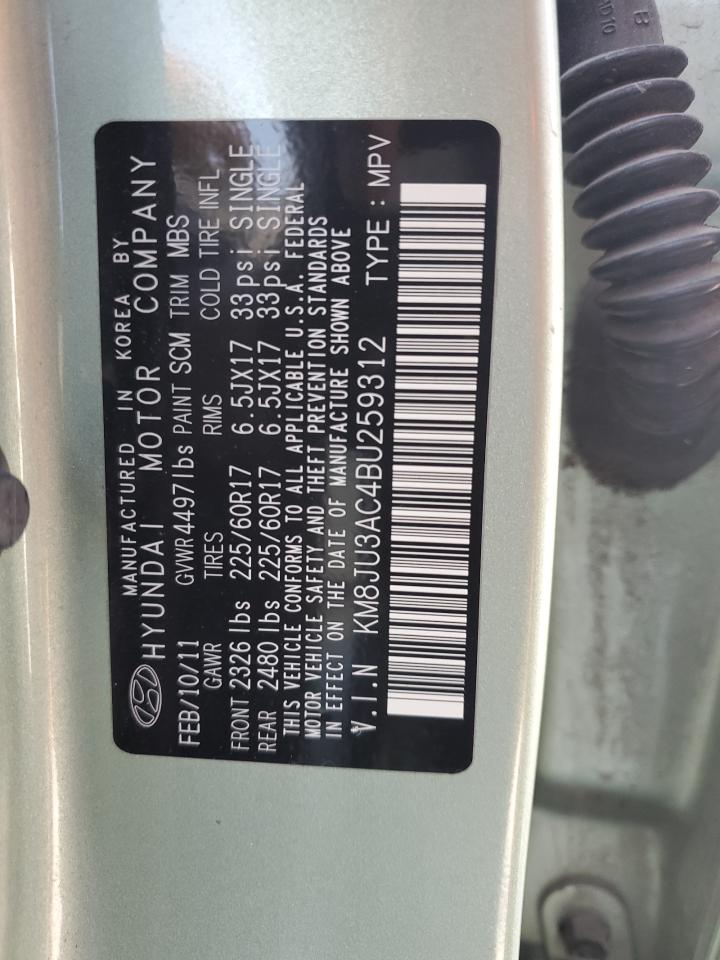 MANUFACTURED IN KOREA BY
HYUNDAI MOTOR COMPANY
FEB/10/11 GVWR 4497 lbs PAINT SCM TRIM MBS
GAWR TIRES RIMS COLD TIRE INFL
FRONT 2326 lbs 225/60R17 6.5JX17 33psi SINGLE
REAR 2480 lbs 225/60R17 6.5JX17 33psi SINGLE
THIS VEHICLE CONFORMS TO ALL APPLICABLE U.S.A. FEDERAL
MOTOR VEHICLE SAFETY AND THEFT PREVENTION STANDARDS
IN EFFECT ON THE DATE OF MANUFACTURE SHOWN ABOVE
V.I.N KM8JU3AC4BU259312 TYPE : MPV